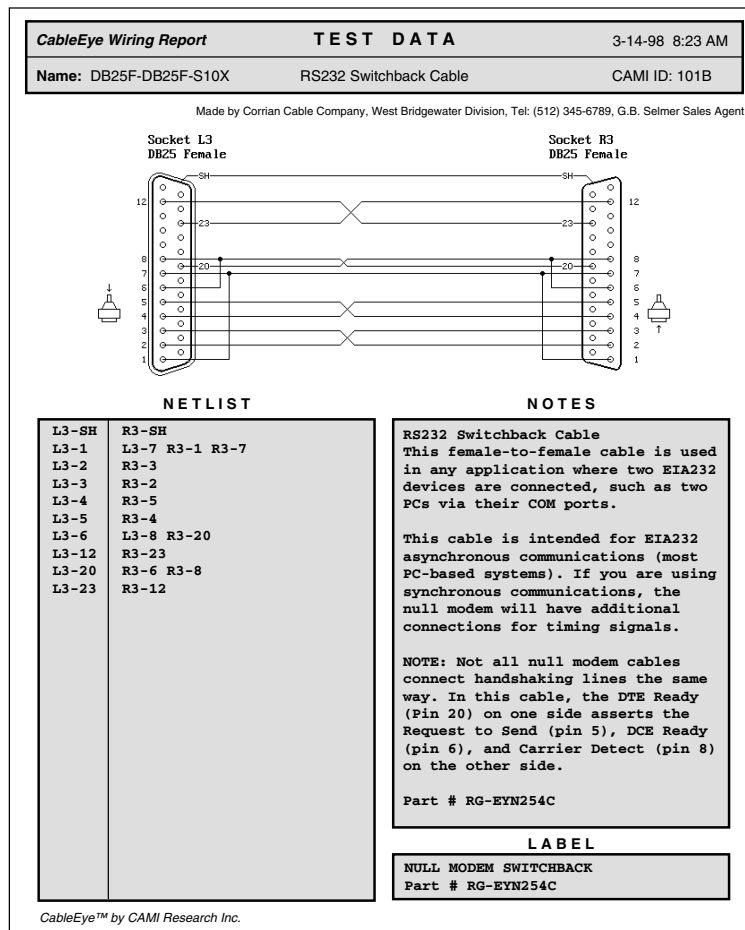 CableEye Wiring Report TEST DATA 3-14-98 8:23 AM
Name: DB25F-DB25F-S10X RS232 Switchback Cable CAMI ID: 101B
Made by Corrian Cable Company, West Bridgewater Division, Tel: (512) 345-6789, G.B. Selmer Sales Agent
Socket L3 Socket R3
DB25 Female DB25 Female
SH SH
12 12
23 23
8 8
20 20
7 7
6 6
5 5
4 4
3 3
2 2
1 1
NETLIST
L3-SH R3-SH
L3-1 L3-7 R3-1 R3-7
L3-2 R3-3
L3-3 R3-2
L3-4 R3-5
L3-5 R3-4
L3-6 L3-8 R3-20
L3-12 R3-23
L3-20 R3-6 R3-8
L3-23 R3-12
NOTES
RS232 Switchback Cable
This female-to-female cable is used
in any application where two EIA232
devices are connected, such as two
PCs via their COM ports.
This cable is intended for EIA232
asynchronous communications (most
PC-based systems). If you are using
synchronous communications, the
null modem will have additional
connections for timing signals.
NOTE: Not all null modem cables
connect handshaking lines the same
way. In this cable, the DTE Ready
(Pin 20) on one side asserts the
Request to Send (pin 5), DCE Ready
(pin 6), and Carrier Detect (pin 8)
on the other side.
Part # RG-EYN254C
LABEL
NULL MODEM SWITCHBACK
Part # RG-EYN254C
CableEye™ by CAMI Research Inc.